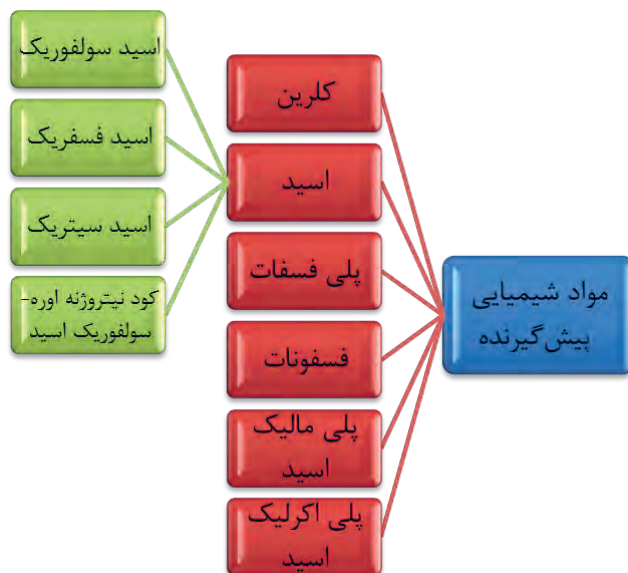 مواد شیمیایی
پیش‌گیرنده
کلرین
اسید
پلی فسفات
فسفونات
پلی مالیک
اسید
پلی اکرلیک
اسید
اسید سولفوریک
اسید فسفریک
اسید سیتریک
کود نیتروژنه اوره-
سولفوریک اسید